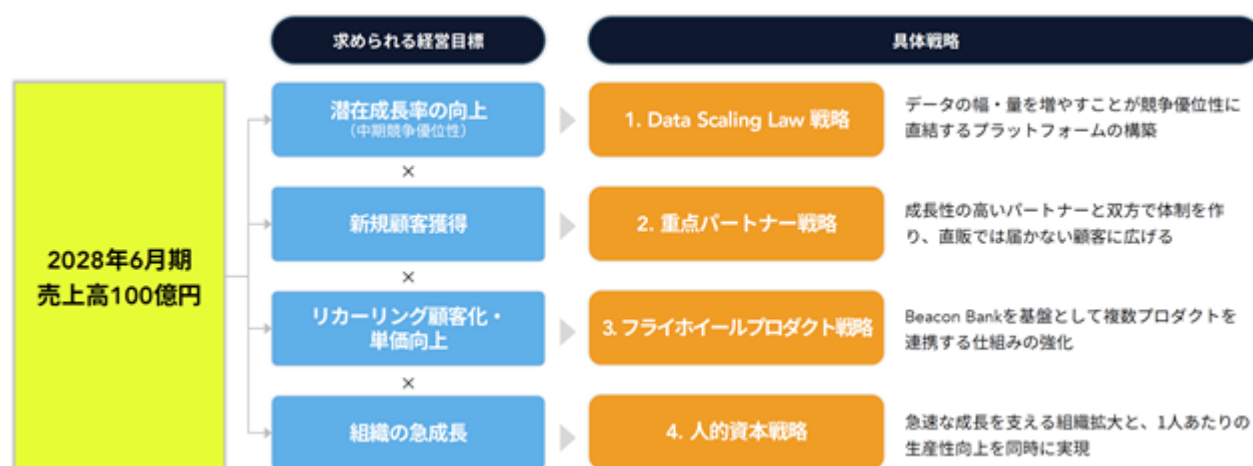 求められる経営目標
具体戦略
2028年6月期
売上高100億円
潜在成長率の向上
(中期競争優位性)
1. Data Scaling Law 戦略
データの幅・量を増やすことが競争優位性に
直結するプラットフォームの構築
×
新規顧客獲得
2. 重点パートナー戦略
成長性の高いパートナーと双方で体制を作
り、直販では届かない顧客に広げる
×
リカーリング顧客化・
単価向上
3. フライホイールプロダクト戦略
Beacon Bankを基盤として複数プロダクトを
連携する仕組みの強化
×
組織の急成長
4. 人的資本戦略
急速な成長を支える組織拡大と、1人あたりの
生産性向上を同時に実現